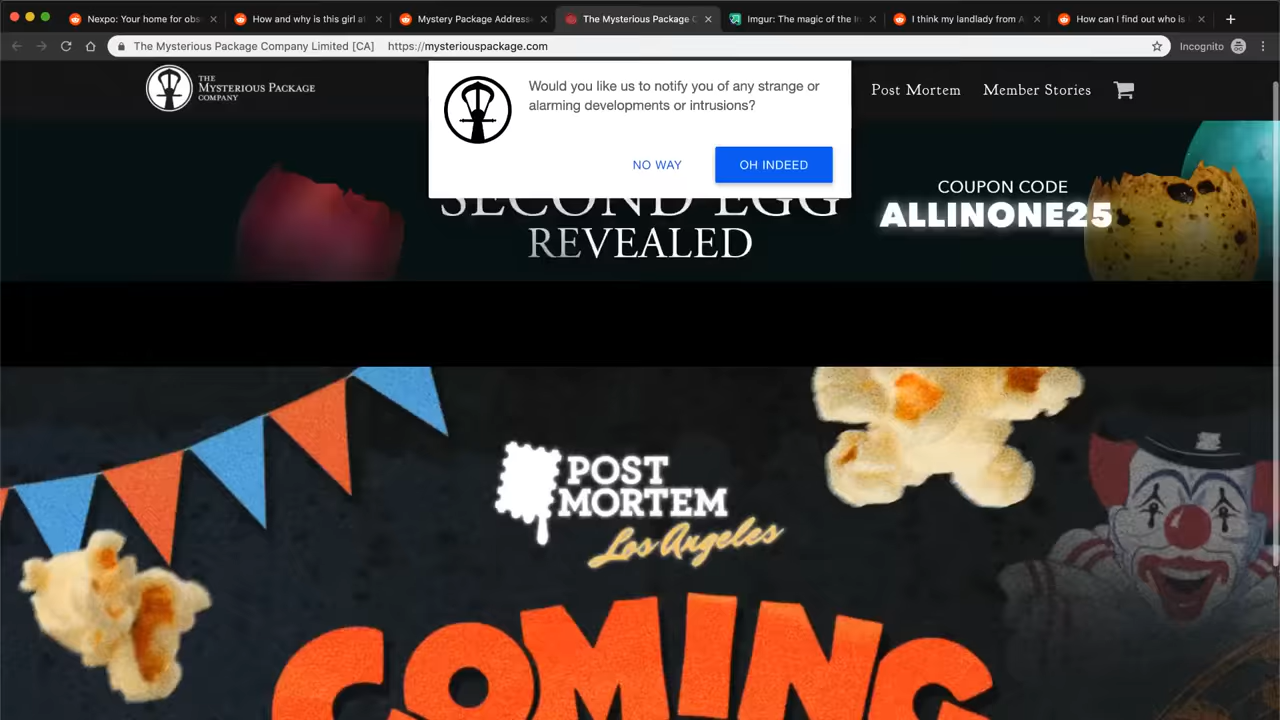 Nexpo: Your home for obs
How and why is this girl at
Mystery Package Address
The Mysterious Package C
Imgur: The magic of the In
I think my landlady from A
How can I find out who is
The Mysterious Package Company Limited [CA]
https://mysteriouspackage.com
Incognito
THE
MYSTERIOUS PACKAGE
COMPANY
Would you like us to notify you of any strange or
alarming developments or intrusions?
NO WAY
OH INDEED
Post Mortem
Member Stories
SECOND EGG
REVEALED
COUPON CODE
ALLINONE25
POST
MORTEM
Los Angeles
COMING